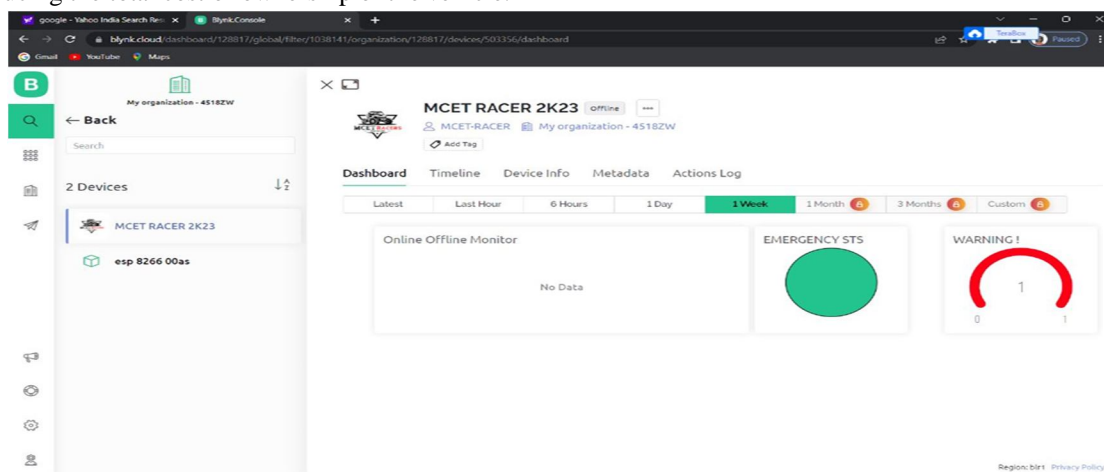 google - Yahoo India Search Res
Blynk.Console
blynk.cloud/dashboard/128817/global/filter/1038141/organization/128817/devices/503356/dashboard
TeraBox
Paused
Gmail YouTube Maps
B
My organization - 4518ZW
← Back
Search
2 Devices
MCET RACER 2K23
esp 8266 00as
MCET RACERS
MCET RACER 2K23 Offline
MCET-RACER My organization - 4518ZW
Add Tag
Dashboard Timeline Device Info Metadata Actions Log
Latest Last Hour 6 Hours 1 Day 1 Week 1 Month 3 Months Custom
Online Offline Monitor
No Data
EMERGENCY STS
WARNING !
1
0 1
Region: blr1 Privacy Policy